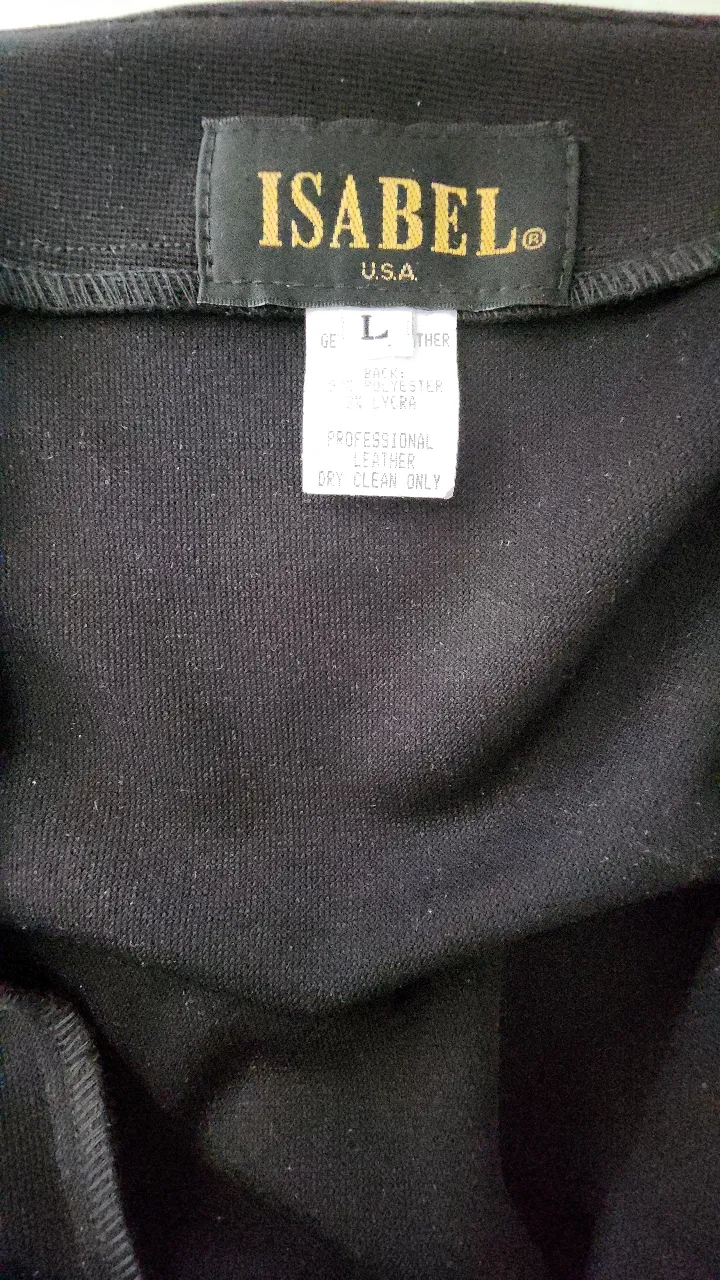 ISABEL®
U.S.A.
L
BACK:
POLYESTER
LYCRA
PROFESSIONAL
LEATHER
DRY CLEAN ONLY